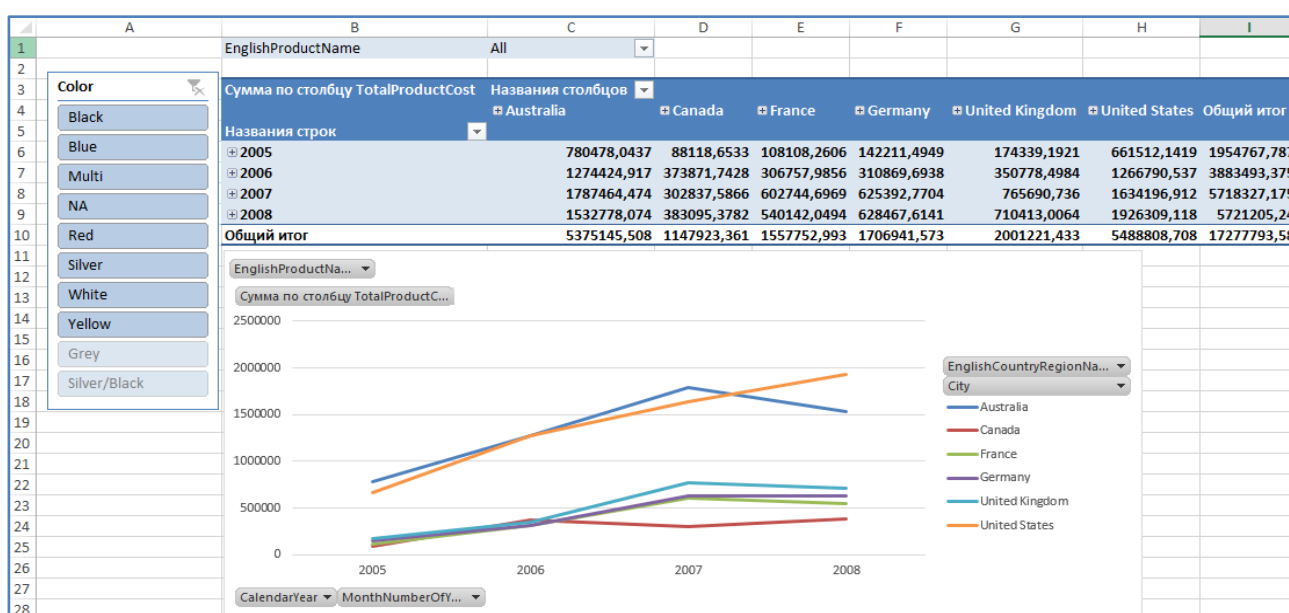 A B C D E F G H I
1 EnglishProductName All
2
3 Сумма по столбцу TotalProductCost Названия столбцов
4 Australia Canada France Germany United Kingdom United States Общий итог
5 Названия строк
6 2005 780478,0437 88118,6533 108108,2606 142211,4949 174339,1921 661512,1419 1954767,787
7 2006 1274424,917 373871,7428 306757,9856 310869,6938 350778,4984 1266790,537 3883493,375
8 2007 1787464,474 302837,5866 602744,6969 625392,7704 765690,736 1634196,912 5718327,175
9 2008 1532778,074 383095,3782 540142,0494 628467,6141 710413,0064 1926309,118 5721205,24
10 Общий итог 5375145,508 1147923,361 1557752,993 1706941,573 2001221,433 5488808,708 17277793,58
11
12
13
14
15
16
17
18
19
20
21
22
23
24
25
26
27
28
Color
Black
Blue
Multi
NA
Red
Silver
White
Yellow
Grey
Silver/Black
EnglishProductNa...
Сумма по столбцу TotalProductC...
2500000
2000000
1500000
1000000
500000
0
2005 2006 2007 2008
CalendarYear MonthNumberOfY...
EnglishCountryRegionNa...
City
Australia
Canada
France
Germany
United Kingdom
United States